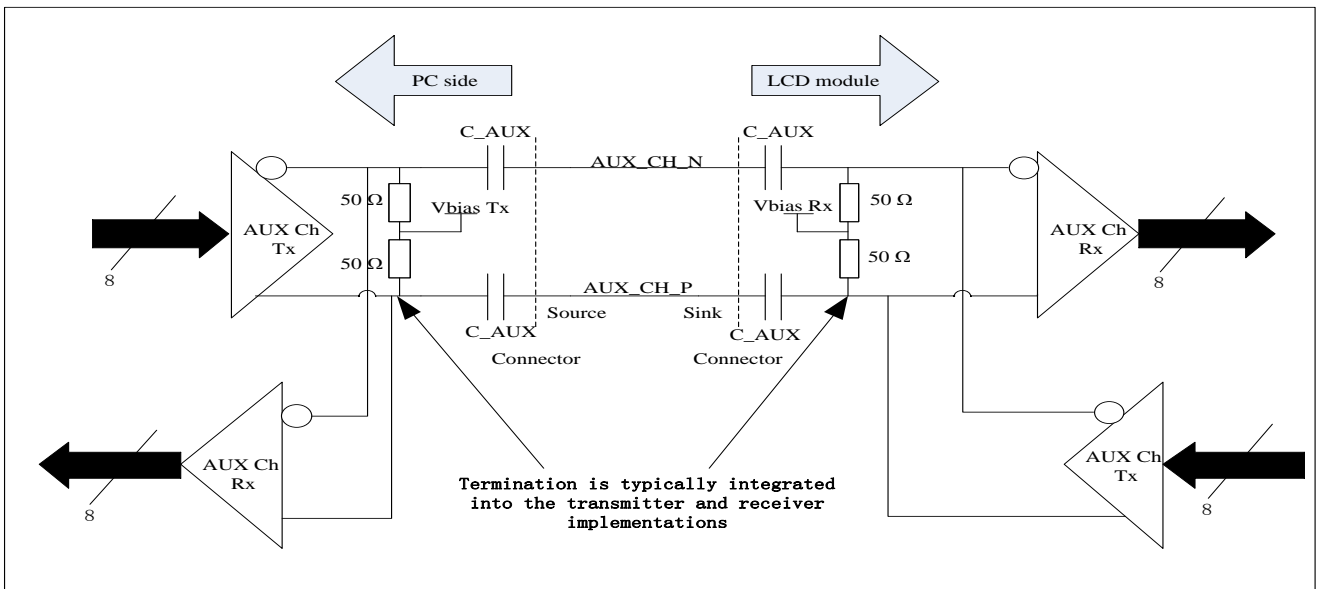 PC side
LCD module
C_AUX
C_AUX
AUX_CH_N
50 Ω
Vbias Tx
Vbias Rx
50 Ω
AUX Ch
Tx
AUX Ch
Rx
8
50 Ω
50 Ω
8
AUX_CH_P
Source
Sink
C_AUX
C_AUX
Connector
Connector
AUX Ch
Rx
AUX Ch
Tx
8
8
Termination is typically integrated
into the transmitter and receiver
implementations